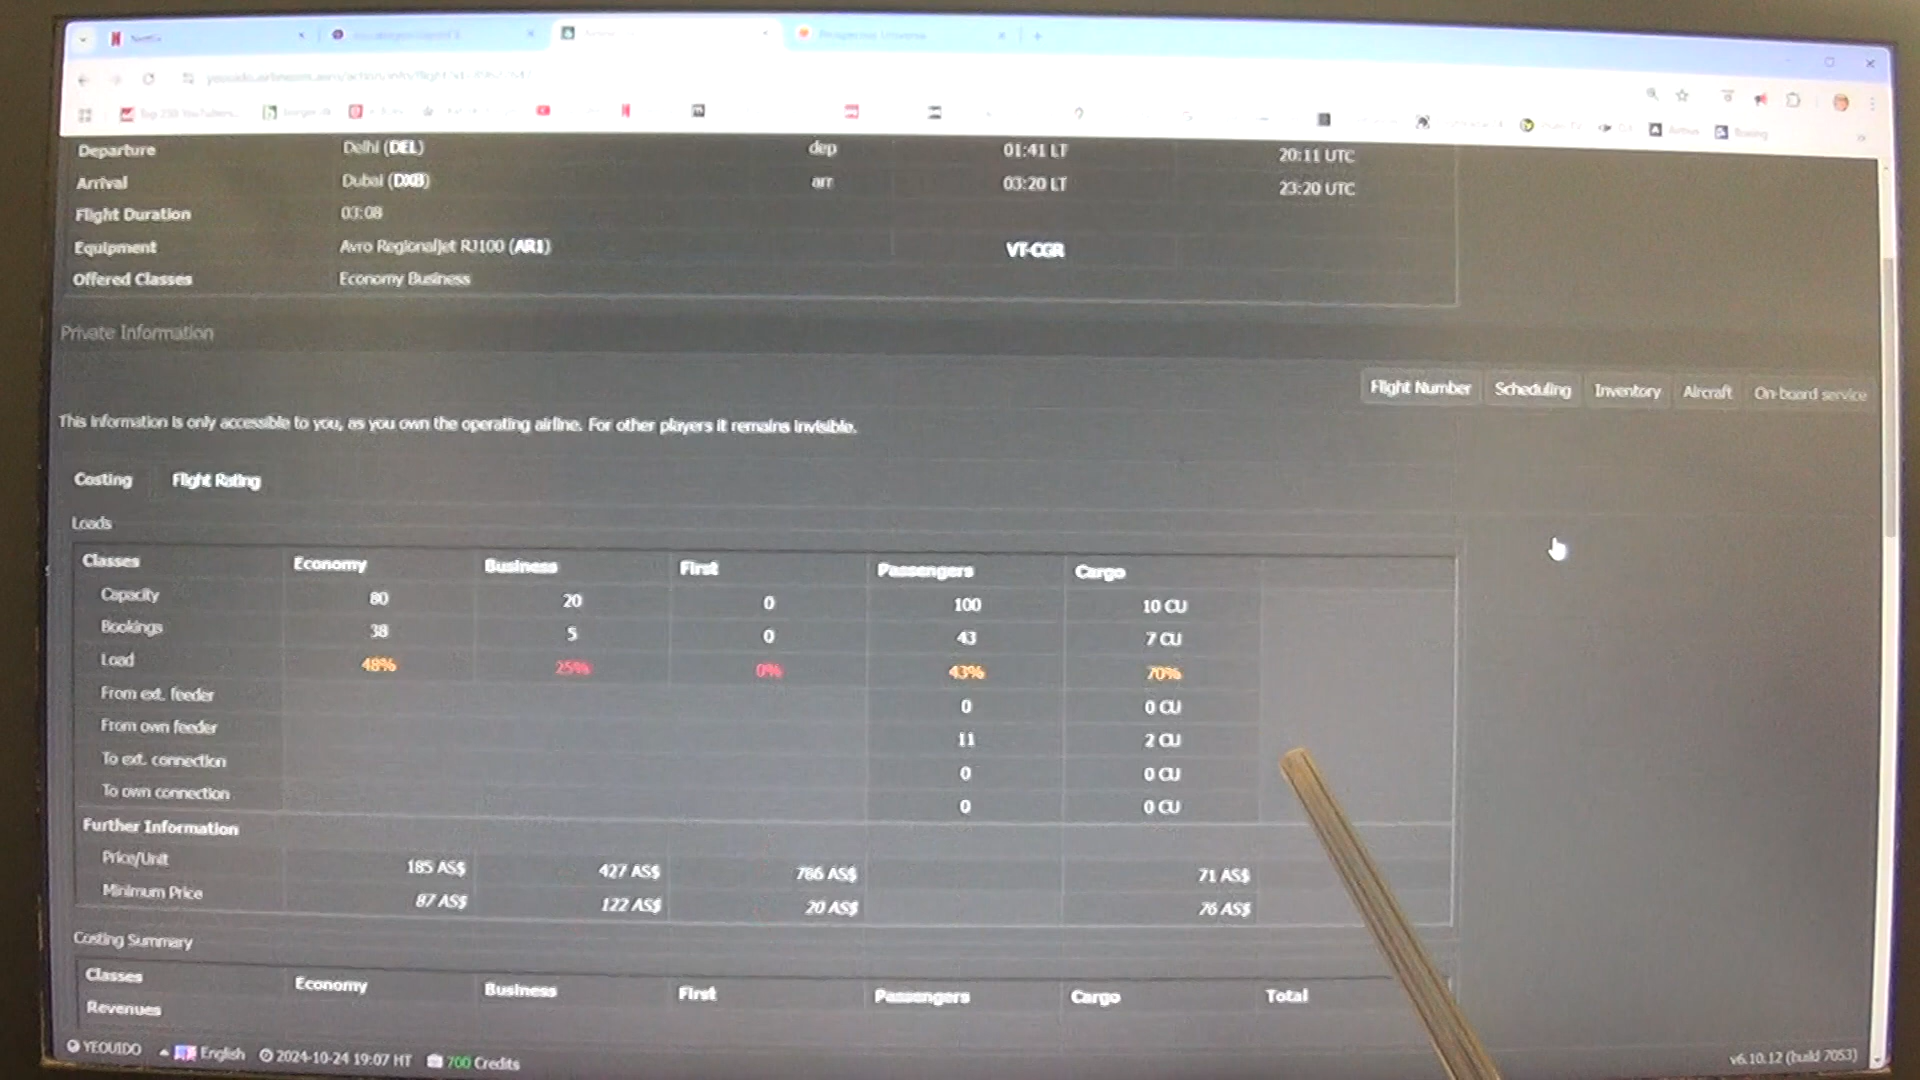 Netflix
Prosperous Universe
Top 250 YouTubers...
Airbus
Boeing
Departure Delhi (DEL) dep 01:41 LT 20:11 UTC
Arrival Dubai (DXB) arr 03:20 LT 23:20 UTC
Flight Duration 03:08
Equipment Avro Regionaljet RJ100 (AR1) VT-CGR
Offered Classes Economy Business
Private Information
Flight Number Scheduling Inventory Aircraft On-board service
This information is only accessible to you, as you own the operating airline. For other players it remains invisible.
Costing Flight Rating
Loads
Classes Economy Business First Passengers Cargo
Capacity 80 20 0 100 10 CU
Bookings 38 5 0 43 7 CU
Load 48% 25% 0% 43% 70%
From ext. feeder 0 0 CU
From own feeder 11 2 CU
To ext. connection 0 0 CU
To own connection 0 0 CU
Further Information
Price/Unit 185 AS$ 427 AS$ 786 AS$ 71 AS$
Minimum Price 87 AS$ 122 AS$ 20 AS$ 76 AS$
Costing Summary
Classes Economy Business First Passengers Cargo Total
Revenues
YEOUIDO English 2024-10-24 19:07 HT 700 Credits
v6.10.12 (build 7053)